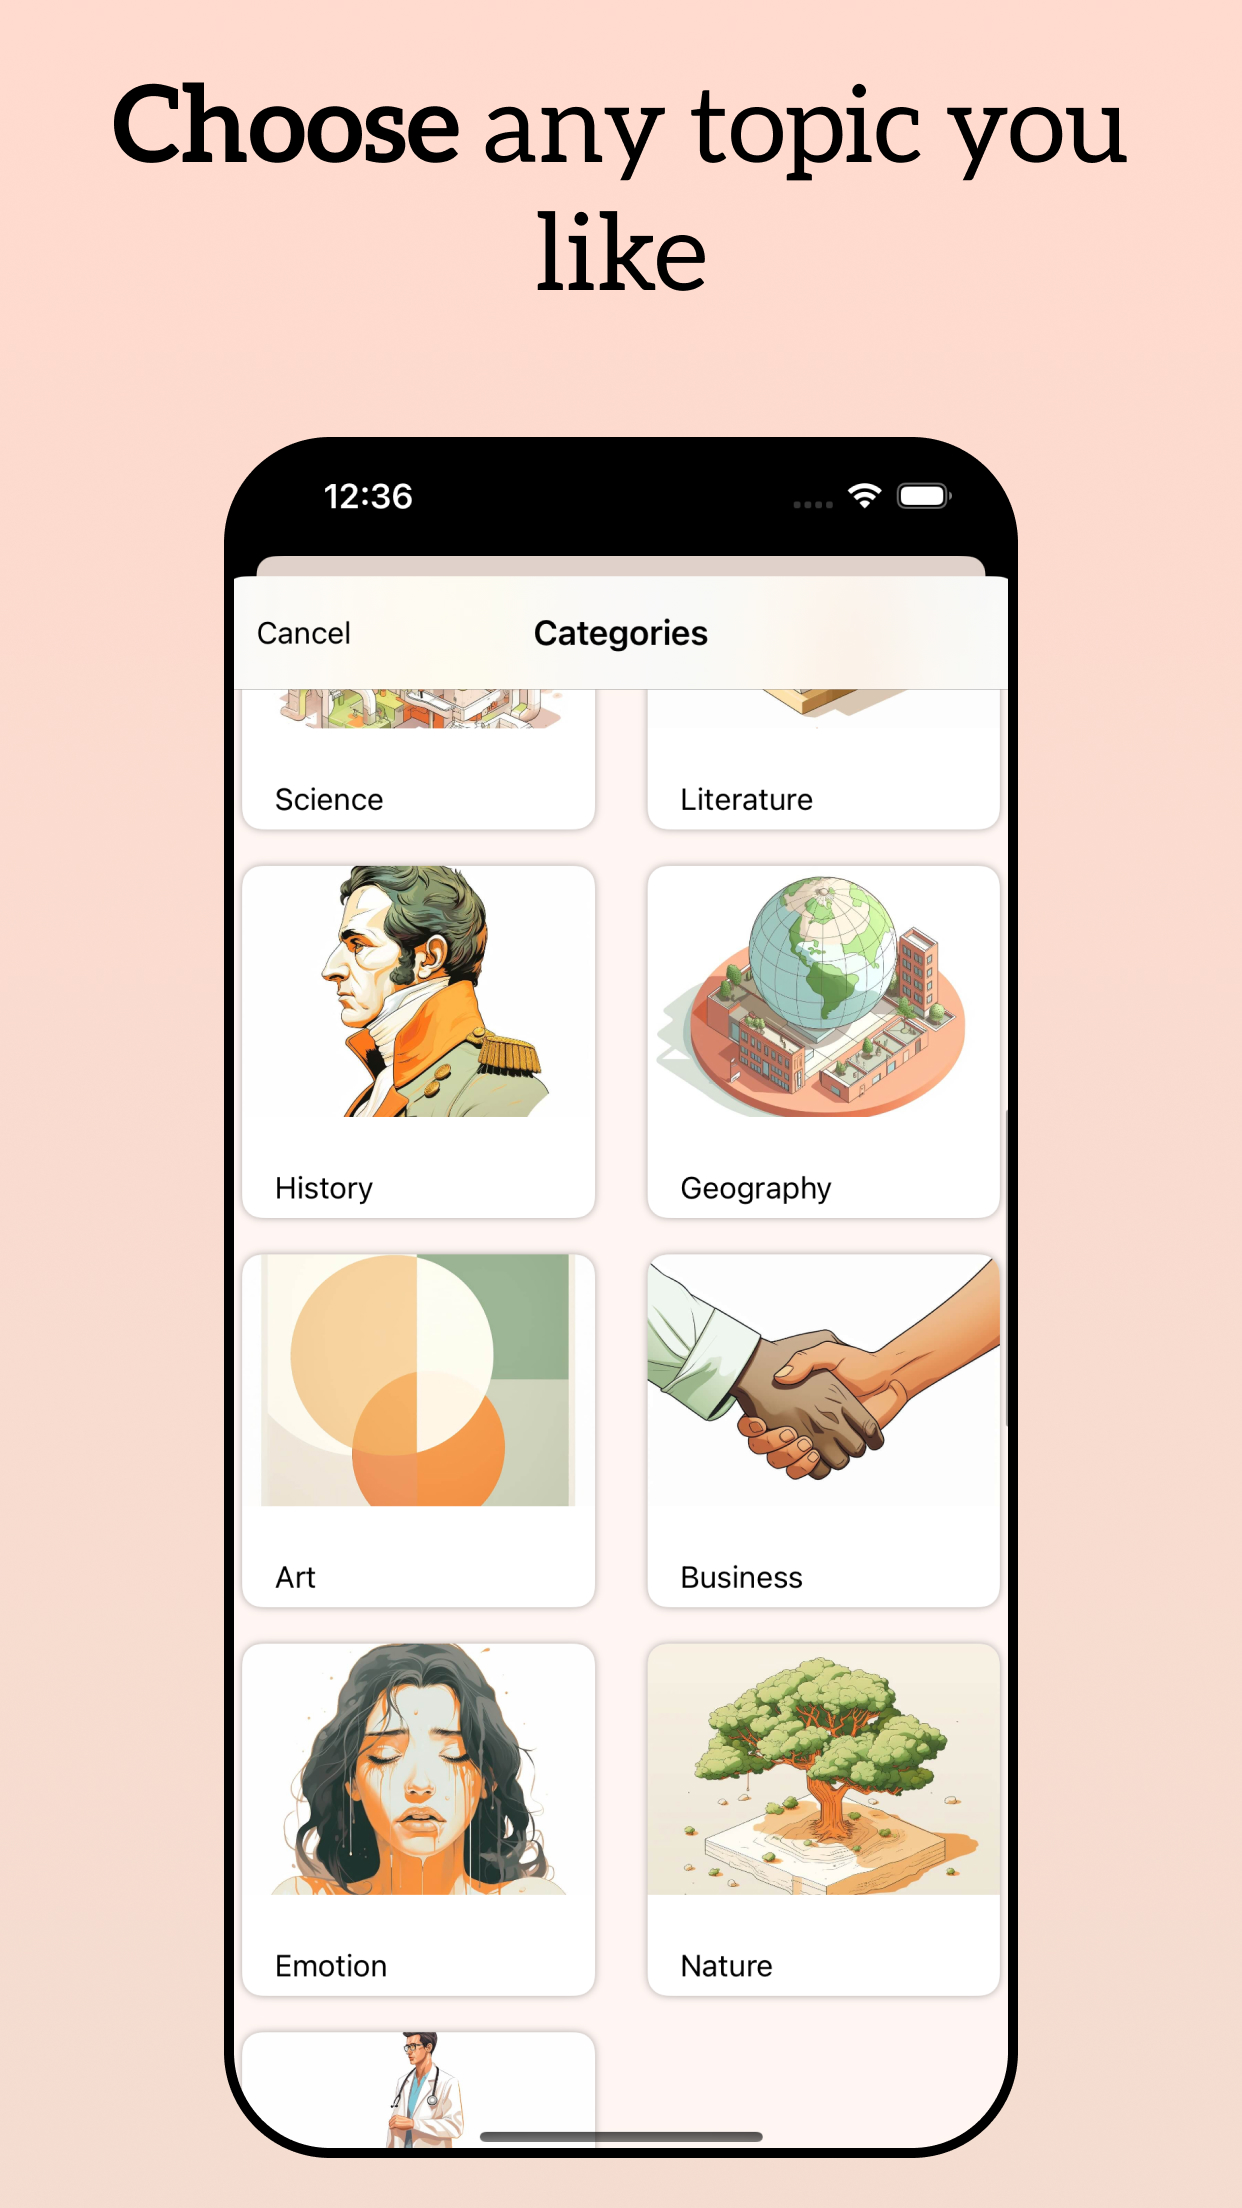 Choose any topic you
like
12:36
Cancel
Categories
Science
Literature
History
Geography
Art
Business
Emotion
Nature